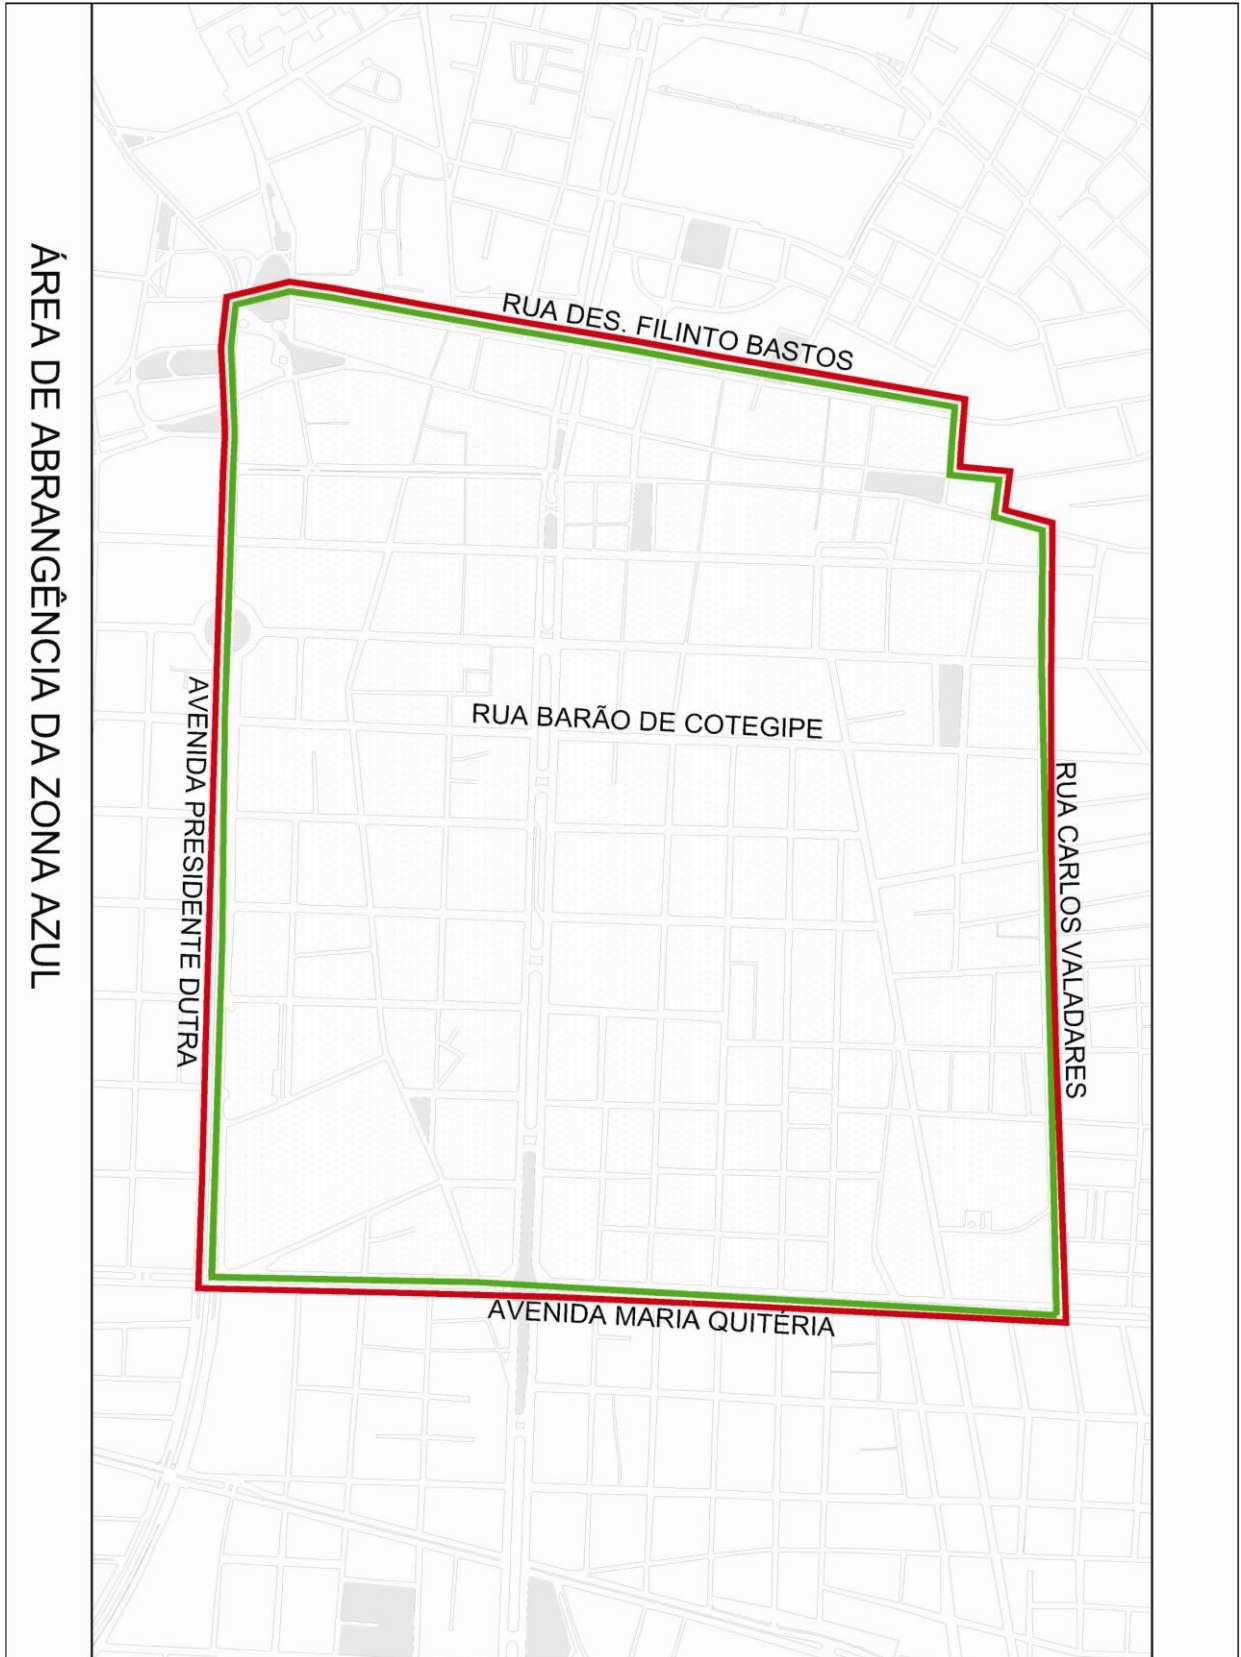 ÁREA DE ABRANGÊNCIA DA ZONA AZUL
RUA DES. FILINTO BASTOS
RUA BARÃO DE COTEGIPE
RUA CARLOS VALADARES
AVENIDA PRESIDENTE DUTRA
AVENIDA MARIA QUITÉRIA